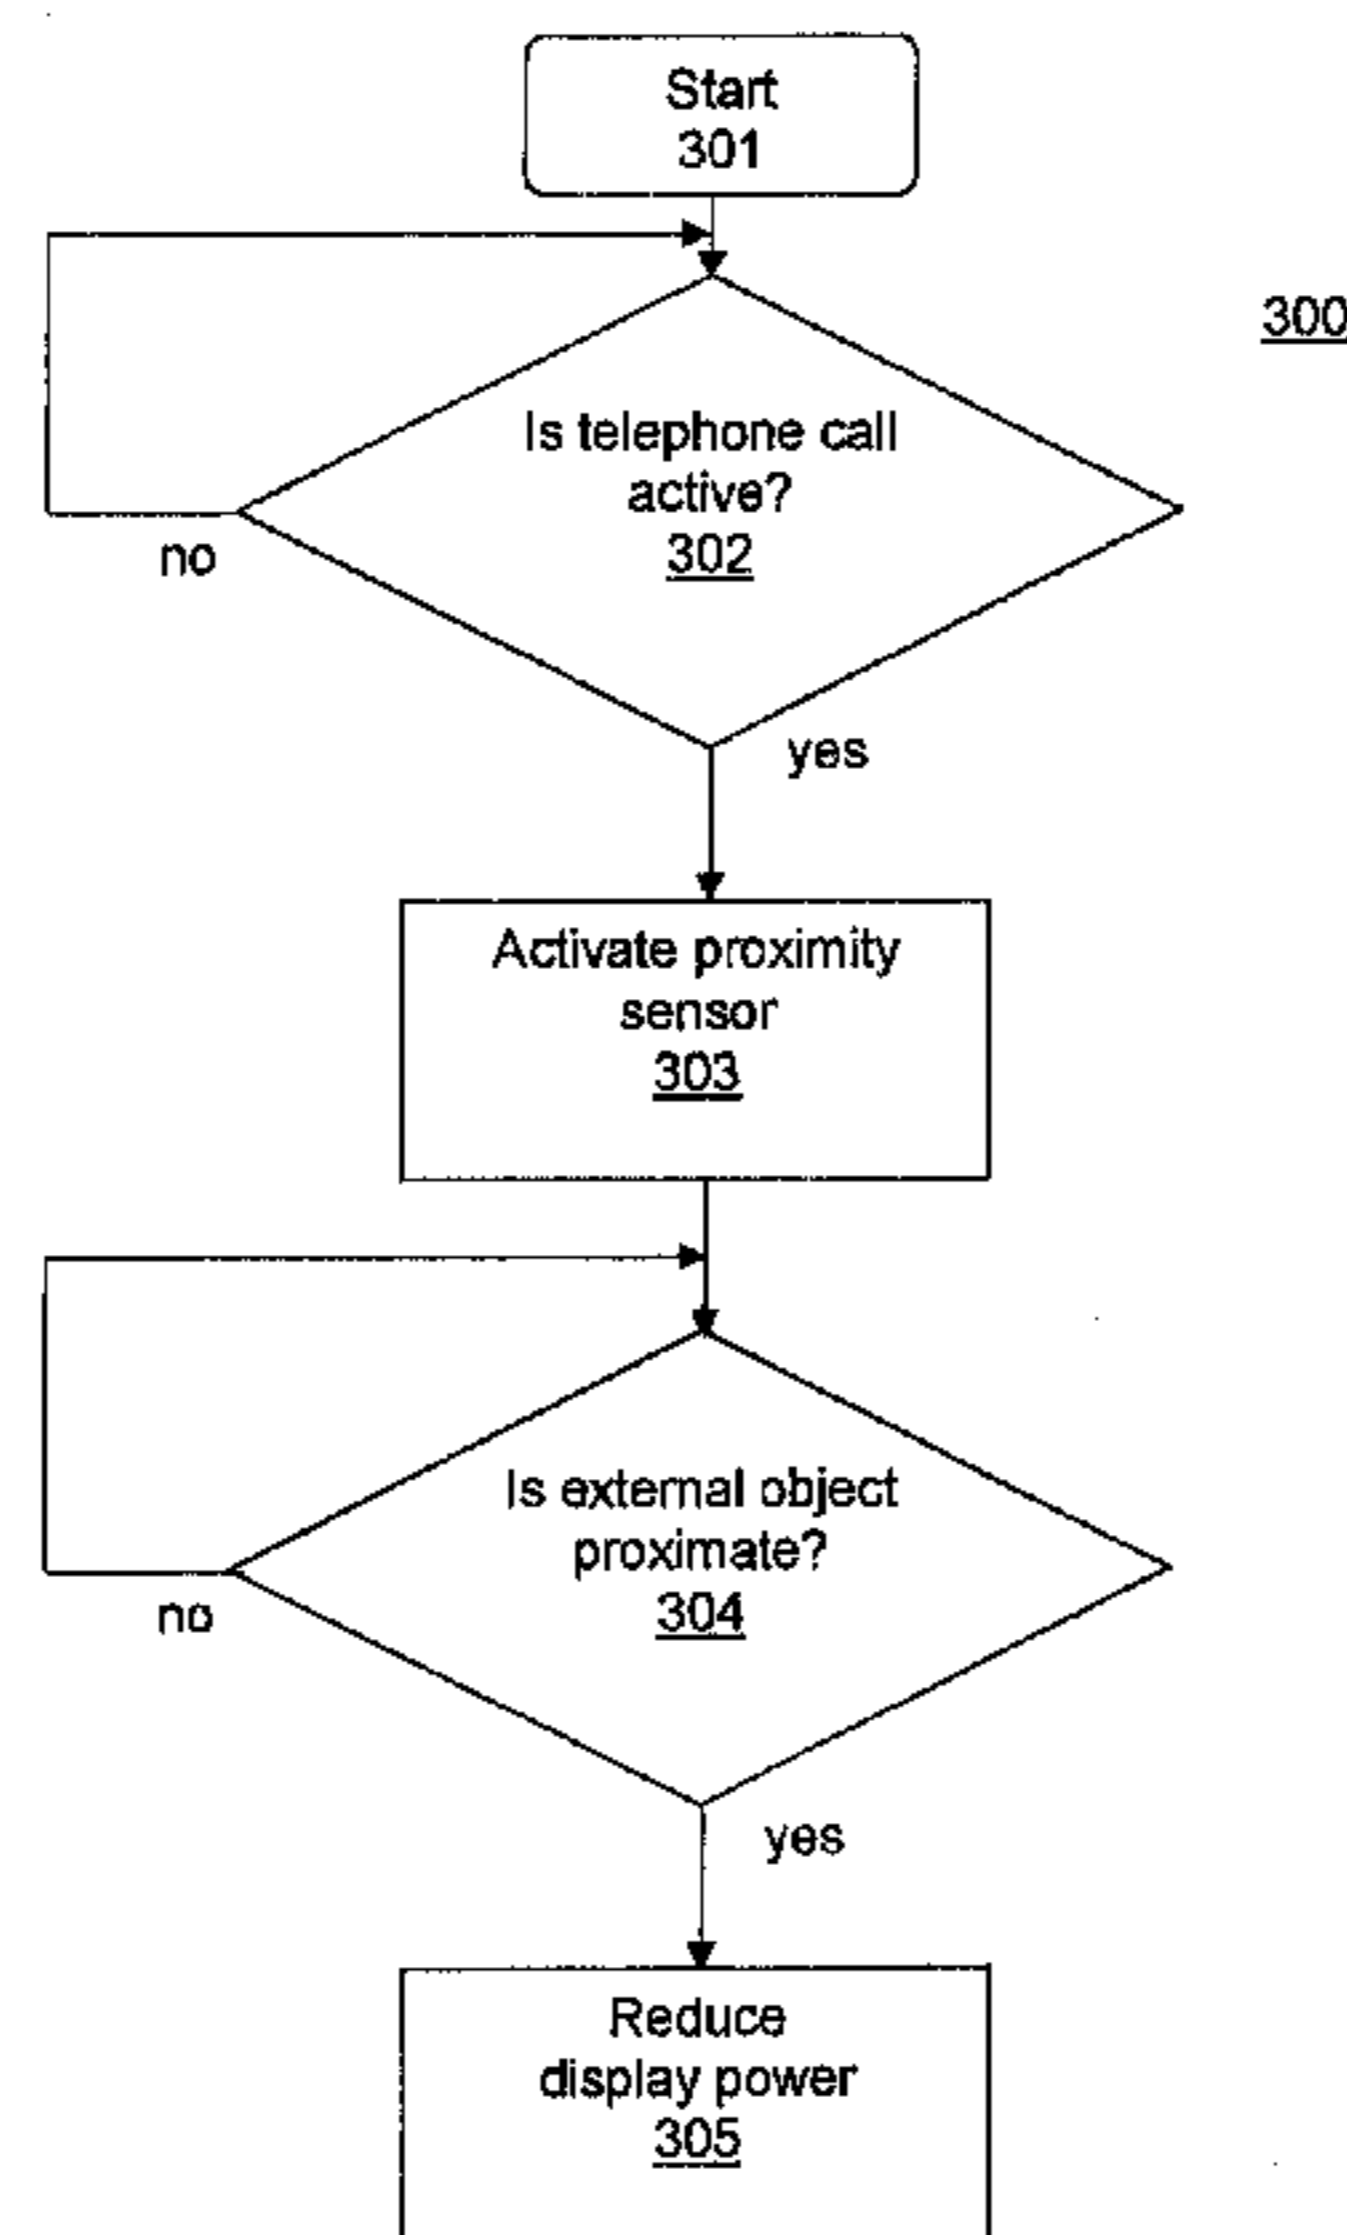 Start
301
300
Is telephone call
active?
302
no
yes
Activate proximity
sensor
303
Is external object
proximate?
304
no
yes
Reduce
display power
305